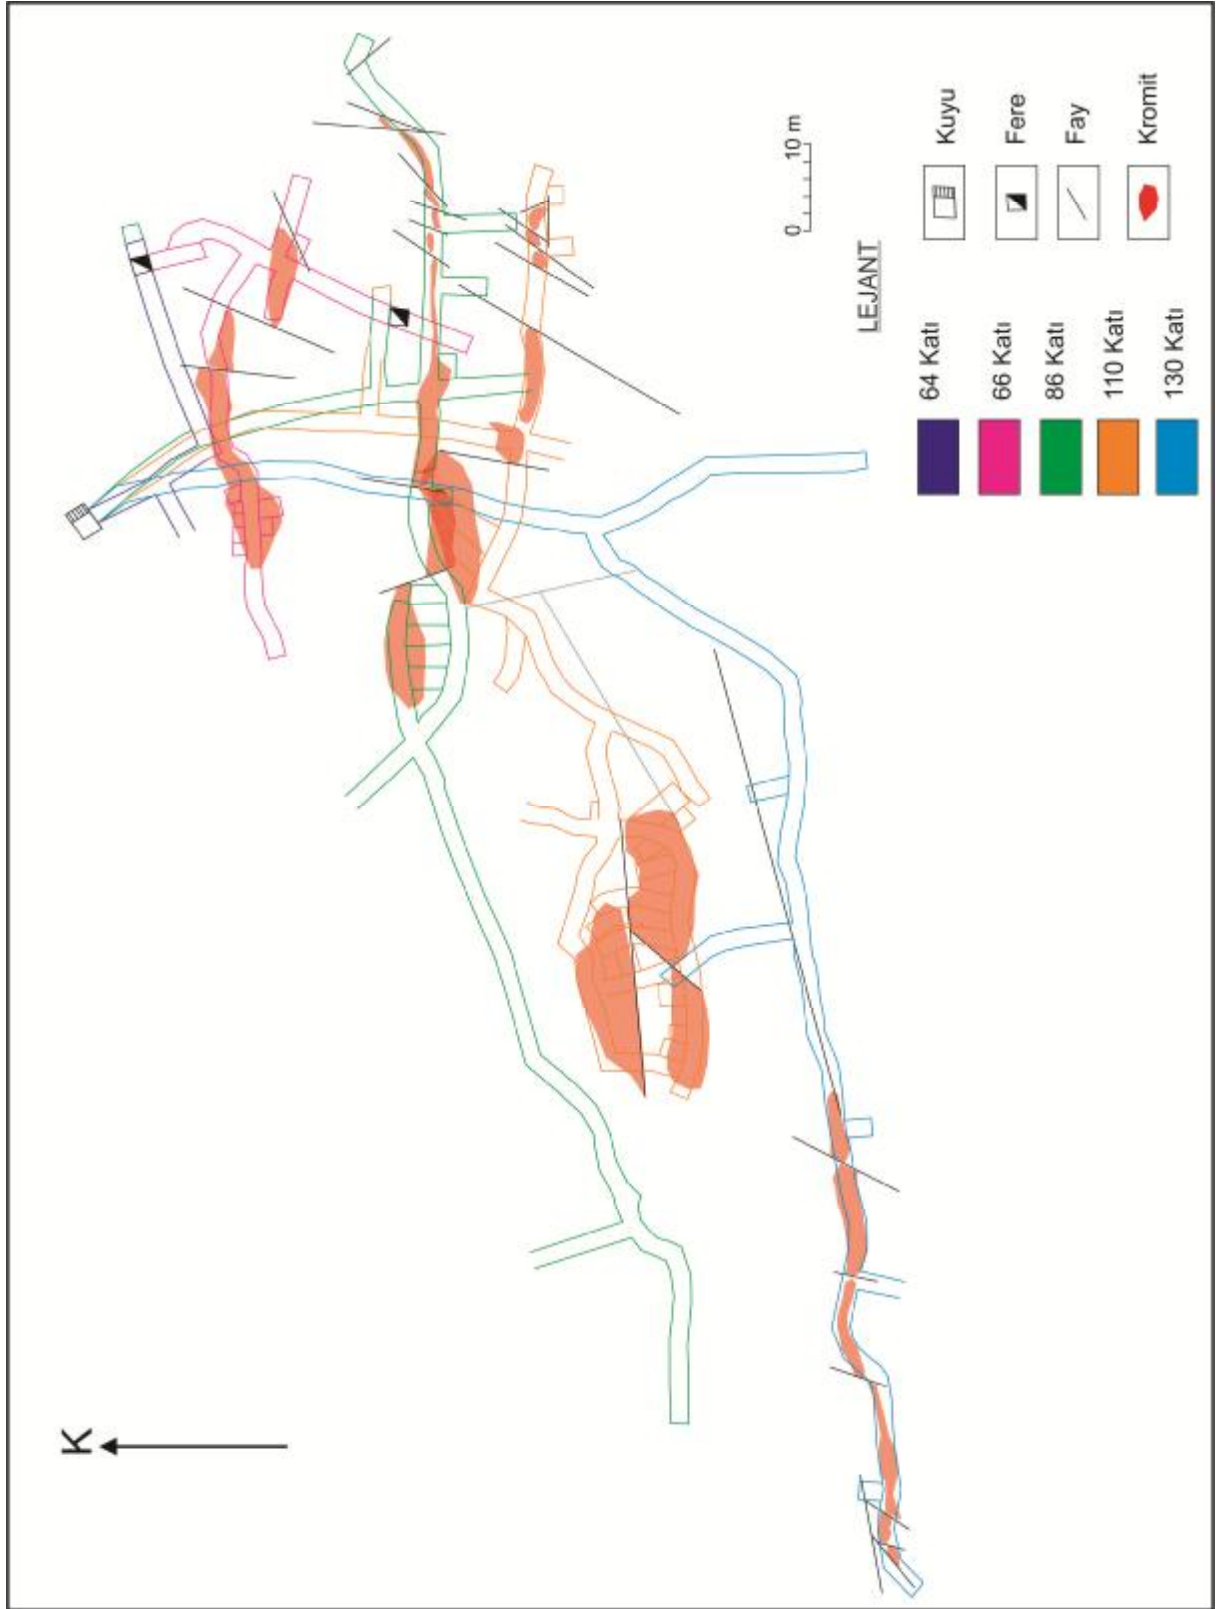 K
0 10 m
LEJANT
64 Katı
66 Katı
86 Katı
110 Katı
130 Katı
Kuyu
Fere
Fay
Kromit